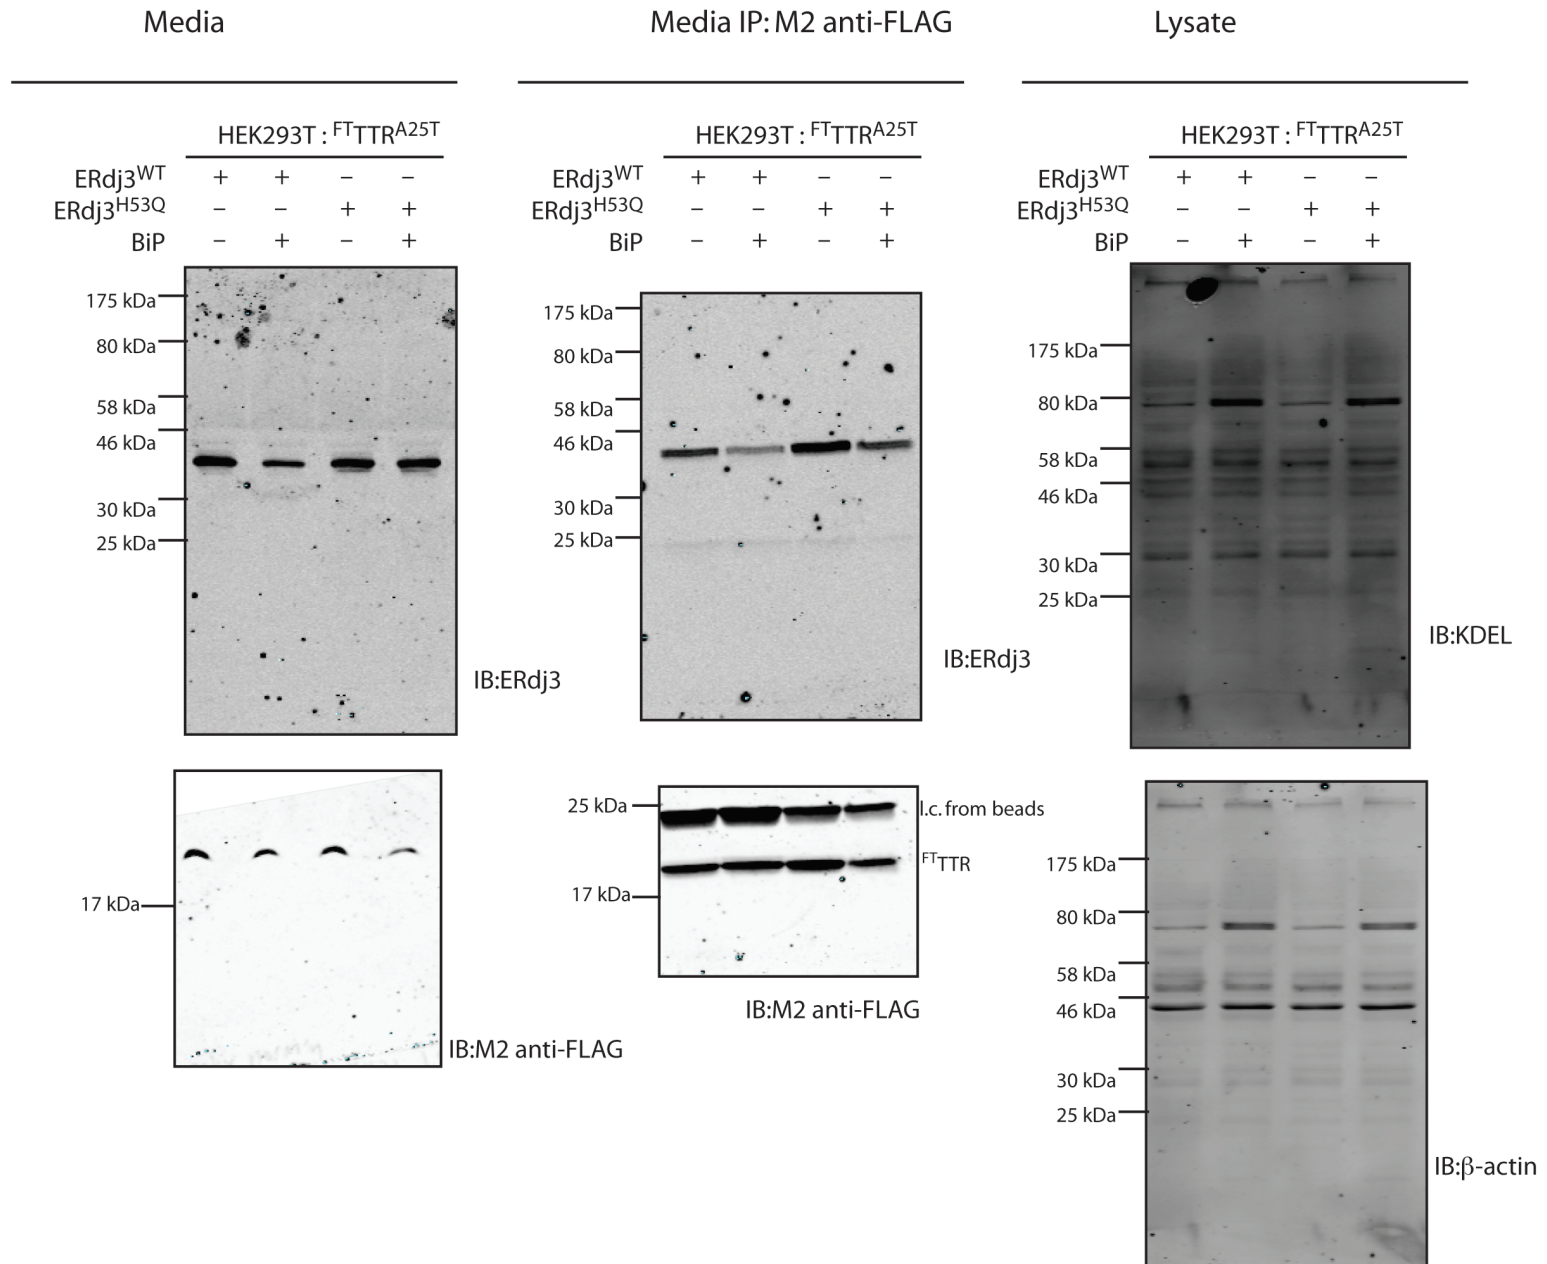 Media
HEK293T : FTTTRA25T
ERdj3WT + + – –
ERdj3H53Q – – + +
BiP – + – +
175 kDa
80 kDa
58 kDa
46 kDa
30 kDa
25 kDa
IB:ERdj3
17 kDa
IB:M2 anti-FLAG
Media IP: M2 anti-FLAG
HEK293T : FTTTRA25T
ERdj3WT + + – –
ERdj3H53Q – – + +
BiP – + – +
175 kDa
80 kDa
58 kDa
46 kDa
30 kDa
25 kDa
IB:ERdj3
25 kDa
l.c. from beads
FTTTR
17 kDa
IB:M2 anti-FLAG
Lysate
HEK293T : FTTTRA25T
ERdj3WT + + – –
ERdj3H53Q – – + +
BiP – + – +
175 kDa
80 kDa
58 kDa
46 kDa
30 kDa
25 kDa
IB:KDEL
175 kDa
80 kDa
58 kDa
46 kDa
30 kDa
25 kDa
IB:β-actin